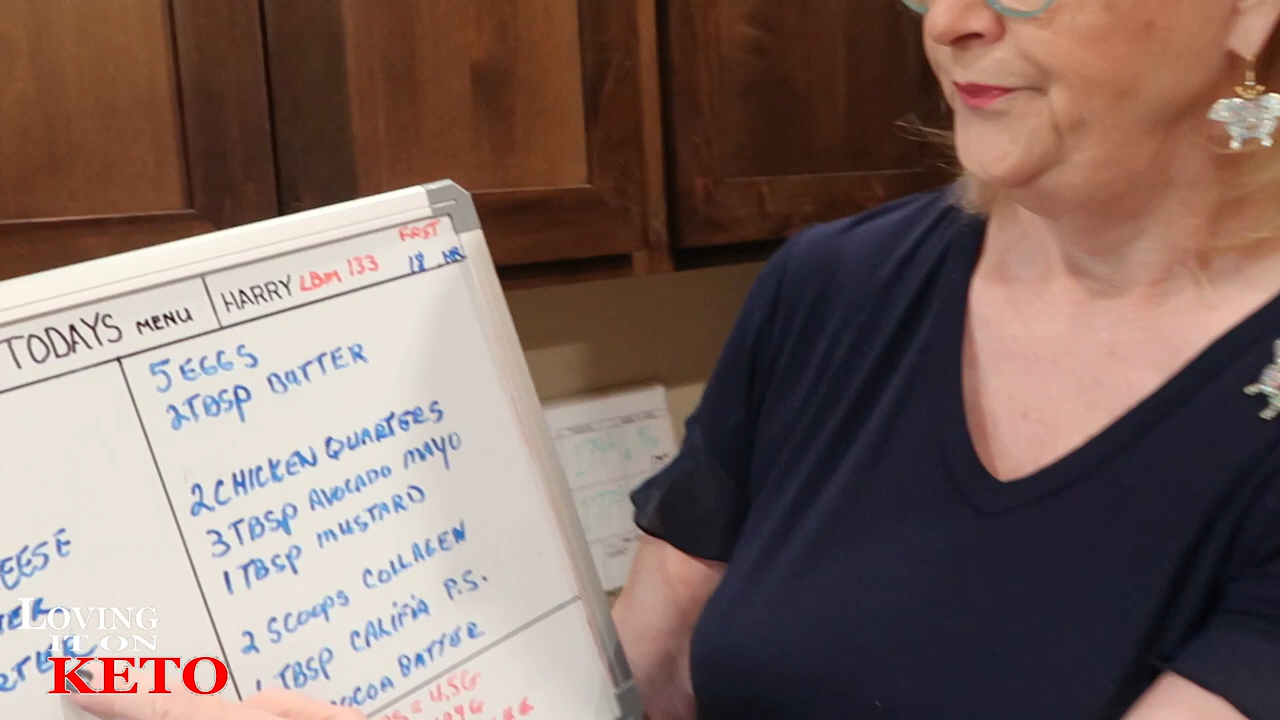 FAST
TODAYS MENU HARRY LBM 133 18 HR
5 EGGS
2 TBSP BUTTER
2 CHICKEN QUARTERS
3 TBSP AVOCADO MAYO
1 TBSP MUSTARD
2 SCOOPS COLLAGEN
1 TBSP CALIFIA P.S.
COCOA BUTTER
EESE
LOVING
IT ON
KETO